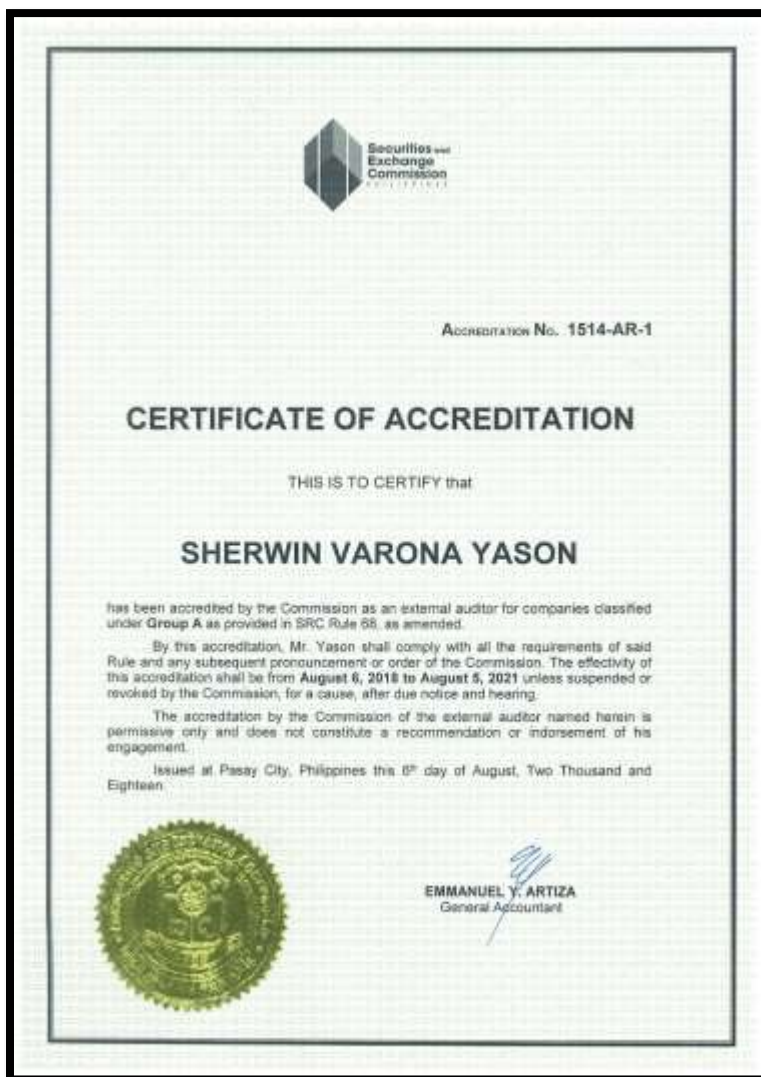 Securities and
Exchange
Commission
PHILIPPINES
ACCREDITATION NO. 1514-AR-1
CERTIFICATE OF ACCREDITATION
THIS IS TO CERTIFY that
SHERWIN VARONA YASON
has been accredited by the Commission as an external auditor for companies classified
under Group A as provided in SRC Rule 68, as amended.
By this accreditation, Mr. Yason shall comply with all the requirements of said
Rule and any subsequent pronouncement or order of the Commission. The effectivity of
this accreditation shall be from August 6, 2018 to August 5, 2021 unless suspended or
revoked by the Commission, for a cause, after due notice and hearing.
The accreditation by the Commission of the external auditor named herein is
permissive only and does not constitute a recommendation or indorsement of his
engagement.
Issued at Pasay City, Philippines this 6th day of August, Two Thousand and
Eighteen.
EMMANUEL Y. ARTIZA
General Accountant